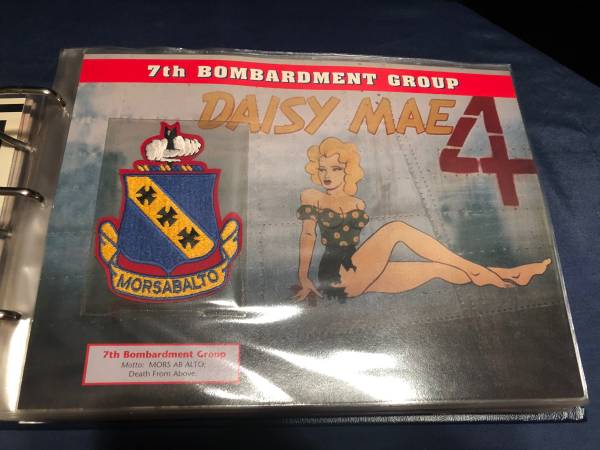 7th BOMBARDMENT GROUP
DAISY MAE 4
MORSABALTO
7th Bombardment Group
Motto: MORS AB ALTO;
Death From Above.